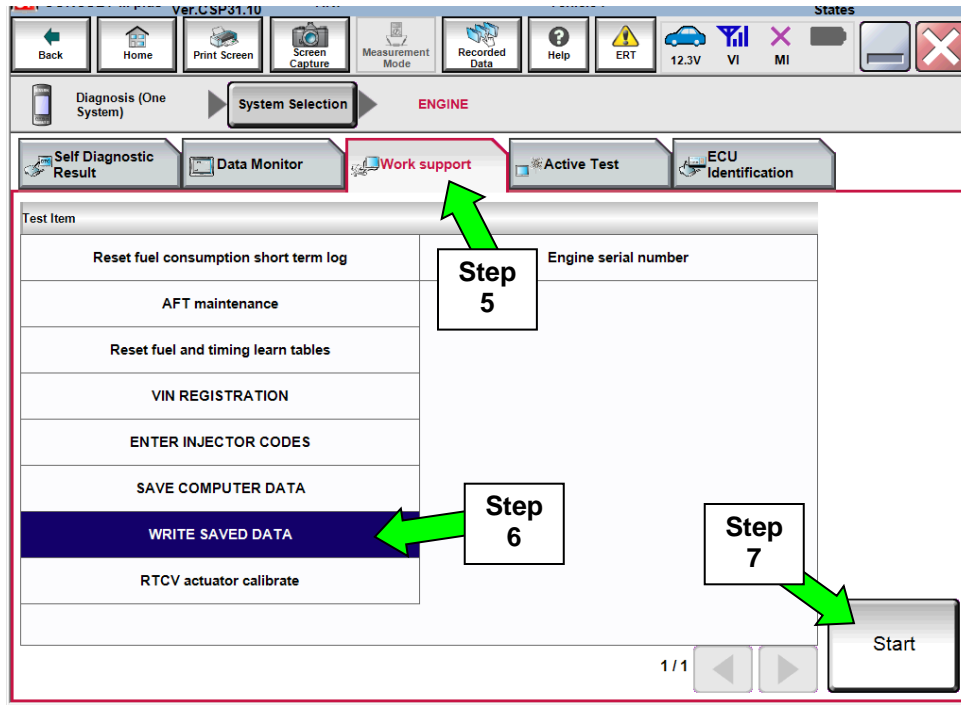 Ver.CSP31.10
States
Back
Home
Print Screen
Screen
Capture
Measurement
Mode
Recorded
Data
Help
ERT
12.3V
VI
MI
Diagnosis (One
System)
System Selection
ENGINE
Self Diagnostic
Result
Data Monitor
Work support
Active Test
ECU
Identification
Test Item
Reset fuel consumption short term log
Engine serial number
Step
5
AFT maintenance
Reset fuel and timing learn tables
VIN REGISTRATION
ENTER INJECTOR CODES
SAVE COMPUTER DATA
WRITE SAVED DATA
Step
6
Step
7
RTCV actuator calibrate
Start
1/1